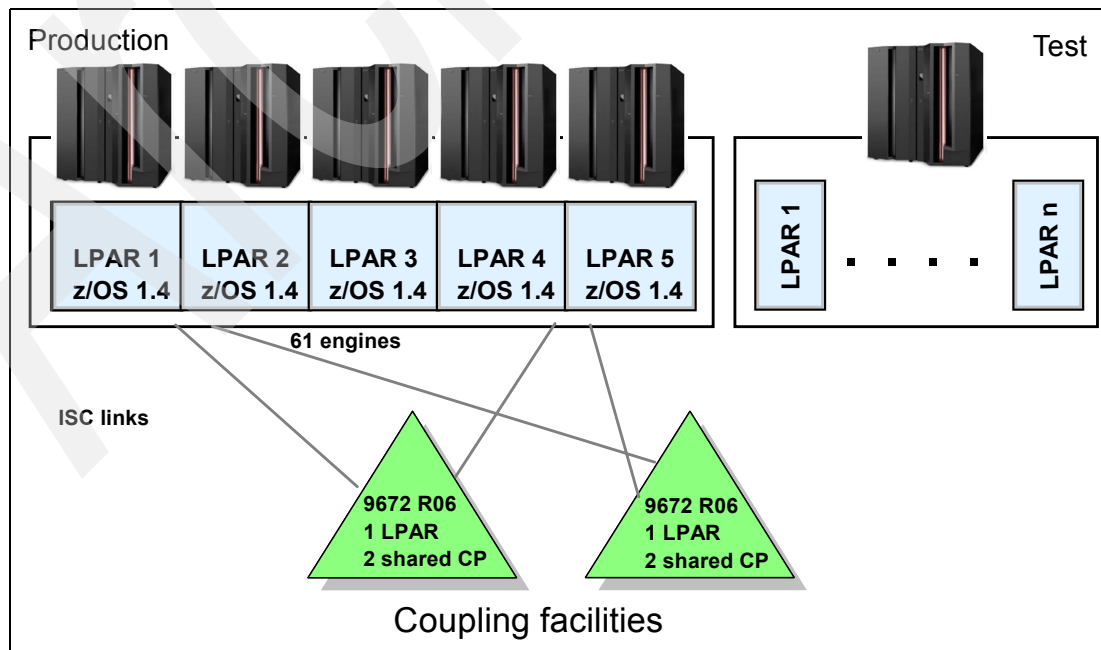 Production
Test
LPAR 1
z/OS 1.4
LPAR 2
z/OS 1.4
LPAR 3
z/OS 1.4
LPAR 4
z/OS 1.4
LPAR 5
z/OS 1.4
LPAR 1
. . . .
LPAR n
61 engines
ISC links
9672 R06
1 LPAR
2 shared CP
9672 R06
1 LPAR
2 shared CP
Coupling facilities